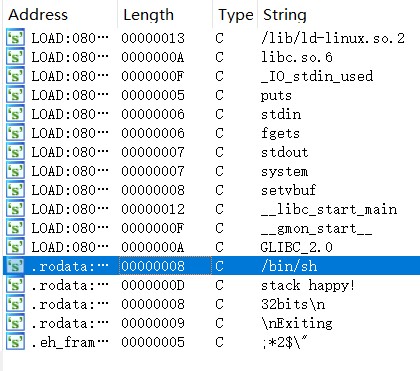 Address Length Type String
LOAD:080… 00000013 C /lib/ld-linux.so.2
LOAD:080… 0000000A C libc.so.6
LOAD:080… 0000000F C _IO_stdin_used
LOAD:080… 00000005 C puts
LOAD:080… 00000006 C stdin
LOAD:080… 00000006 C fgets
LOAD:080… 00000007 C stdout
LOAD:080… 00000007 C system
LOAD:080… 00000008 C setvbuf
LOAD:080… 00000012 C __libc_start_main
LOAD:080… 0000000F C __gmon_start__
LOAD:080… 0000000A C GLIBC_2.0
.rodata:… 00000008 C /bin/sh
.rodata:… 0000000D C stack happy!
.rodata:… 00000008 C 32bits\n
.rodata:… 00000009 C \nExiting
.eh_fram… 00000005 C ;*2$\"